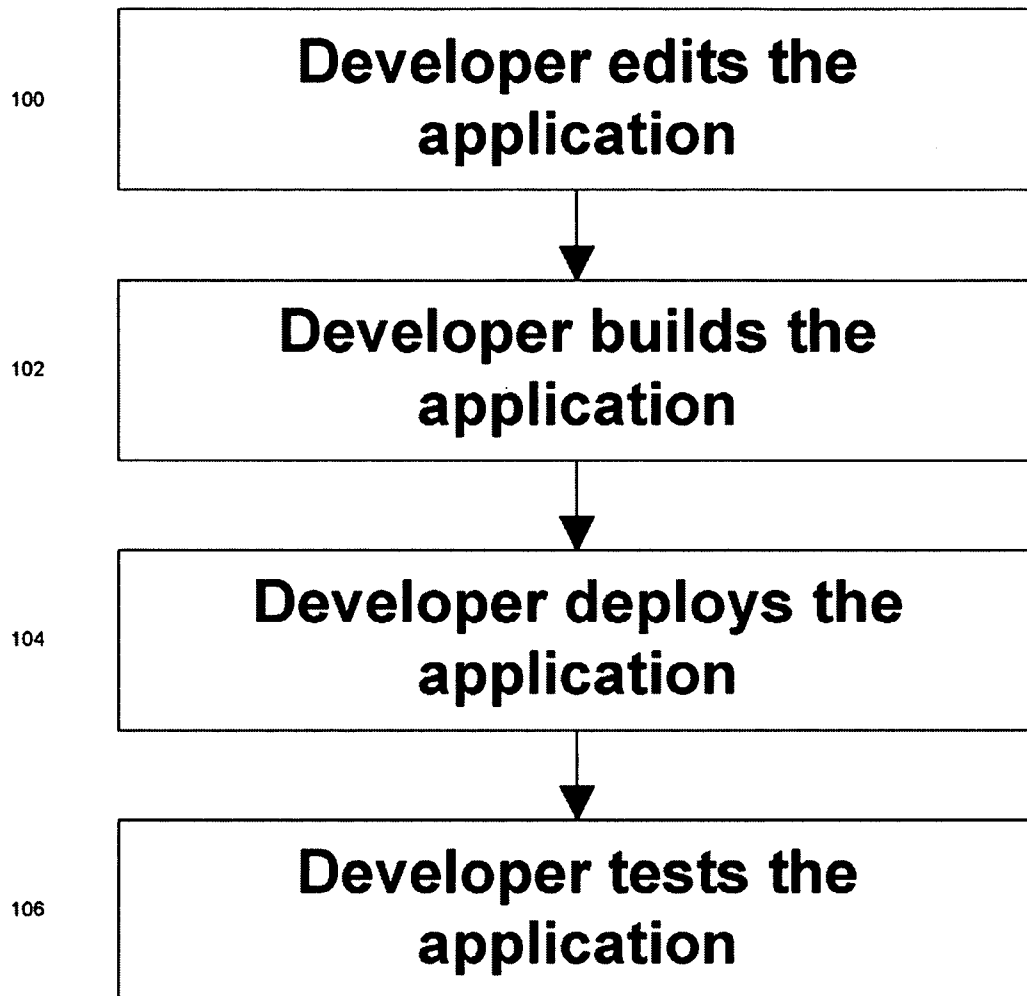 100
Developer edits the
application
102
Developer builds the
application
104
Developer deploys the
application
106
Developer tests the
application